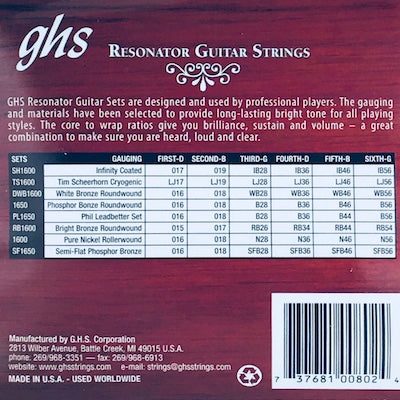 ghs
RESONATOR GUITAR STRINGS
GHS Resonator Guitar Sets are designed and used by professional players. The gauging
and materials have been selected to provide long-lasting bright tone for all playing
styles. The core to wrap ratios give you brilliance, sustain and volume – a great
combination to make sure you are heard, loud and clear.
SETS GAUGING FIRST-D SECOND-B THIRD-G FOURTH-D FIFTH-B SIXTH-G
SH1600 Infinity Coated 017 019 IB28 IB36 IB46 IB56
TS1600 Tim Scheerhorn Cryogenic LJ17 LJ19 LJ28 LJ36 LJ46 LJ56
DWB1600 White Bronze Roundwound 016 018 WB28 WB36 WB46 WB56
1650 Phosphor Bronze Roundwound 016 018 B28 B36 B46 B56
PL1650 Phil Leadbetter Set 016 018 B28 B34 B44 B54
RB1600 Bright Bronze Roundwound 015 017 RB26 RB34 RB44 RB54
1600 Pure Nickel Rollerwound 016 018 N28 N36 N46 N56
SF1650 Semi-Flat Phosphor Bronze 016 018 SFB28 SFB36 SFB46 SFB56
Manufactured by G.H.S. Corporation
2813 Wilber Avenue, Battle Creek, MI 49015 U.S.A.
phone: 269-968-3351 — fax: 269-968-6913
www.ghsstrings.com — e-mail: strings@ghsstrings.com
MADE IN U.S.A. - USED WORLDWIDE
7 37681 00802 4